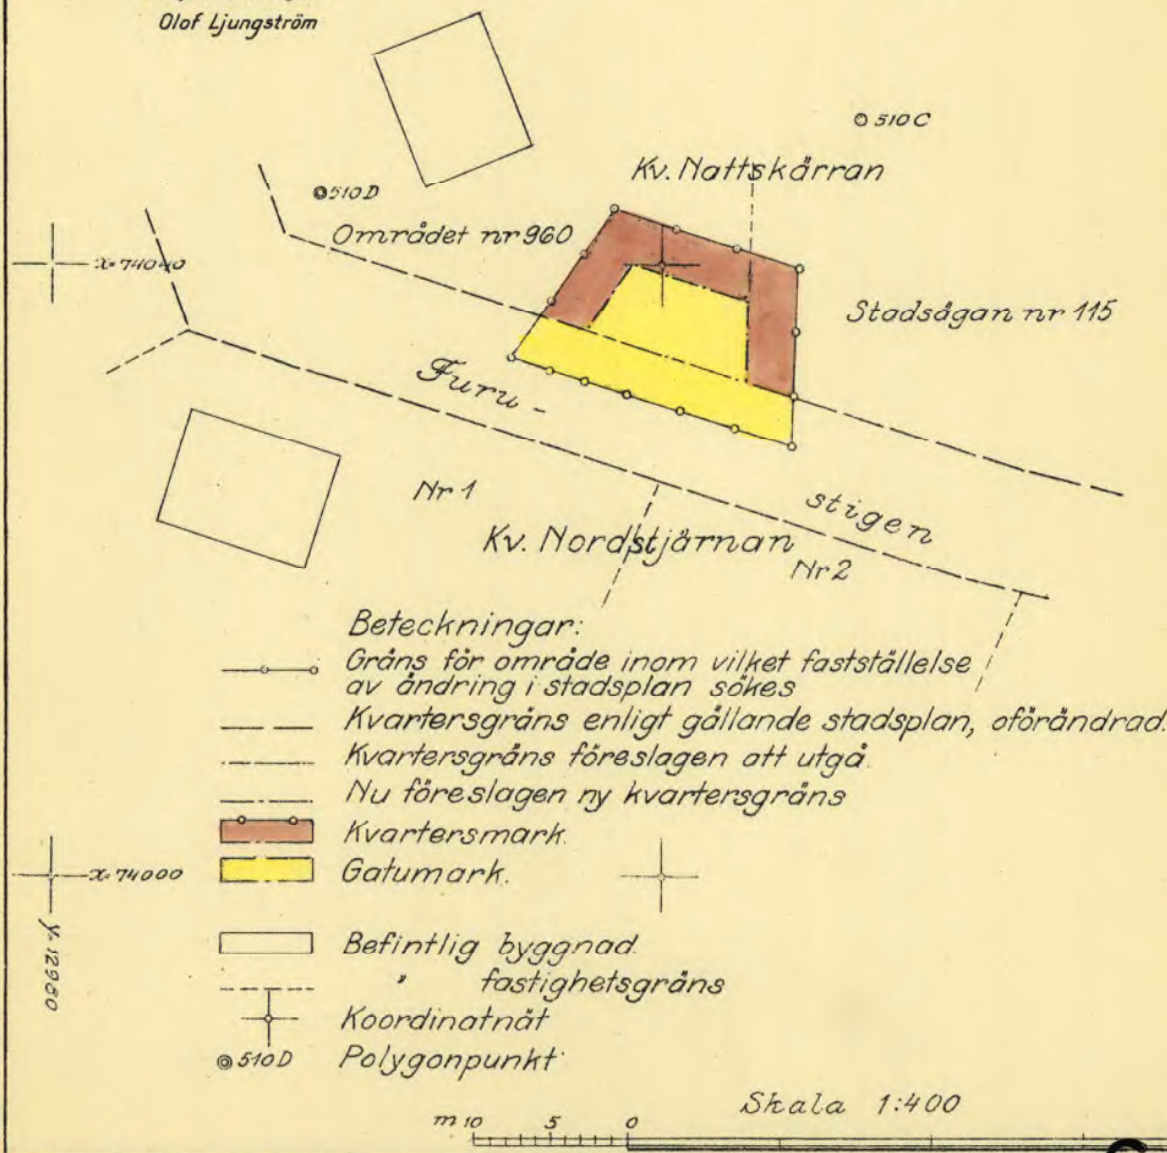 Olof Ljungström
510 C
Kv. Nattskärran
510 D
Området nr 960
x=74040
Stadsägan nr 115
Furu-
stigen
Nr 1
Kv. Nordstjärnan
Nr 2
Beteckningar:
Gräns för område inom vilket fastställelse
av ändring i stadsplan sökes
Kvartersgräns enligt gällande stadsplan, oförändrad.
Kvartersgräns föreslagen att utgå.
Nu föreslagen ny kvartersgräns
Kvartersmark.
x=74000
Gatumark.
y=12980
Befintlig byggnad.
" fastighetsgräns
Koordinatnät
510 D Polygonpunkt
Skala 1:400
m 10 5 0